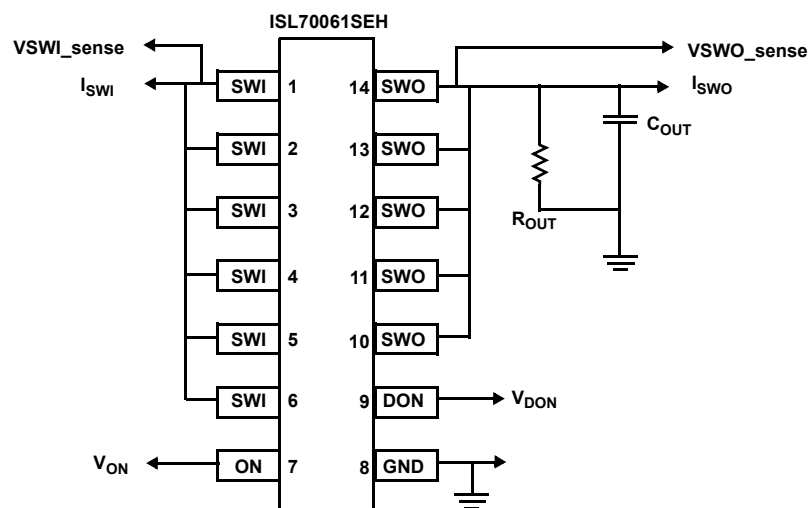 ISL70061SEH
VSWI_sense
VSWO_sense
ISWI
SWI 1 14 SWO
ISWO
COUT
SWI 2 13 SWO
SWI 3 12 SWO
ROUT
SWI 4 11 SWO
SWI 5 10 SWO
SWI 6 9 DON
VDON
VON
ON 7 8 GND